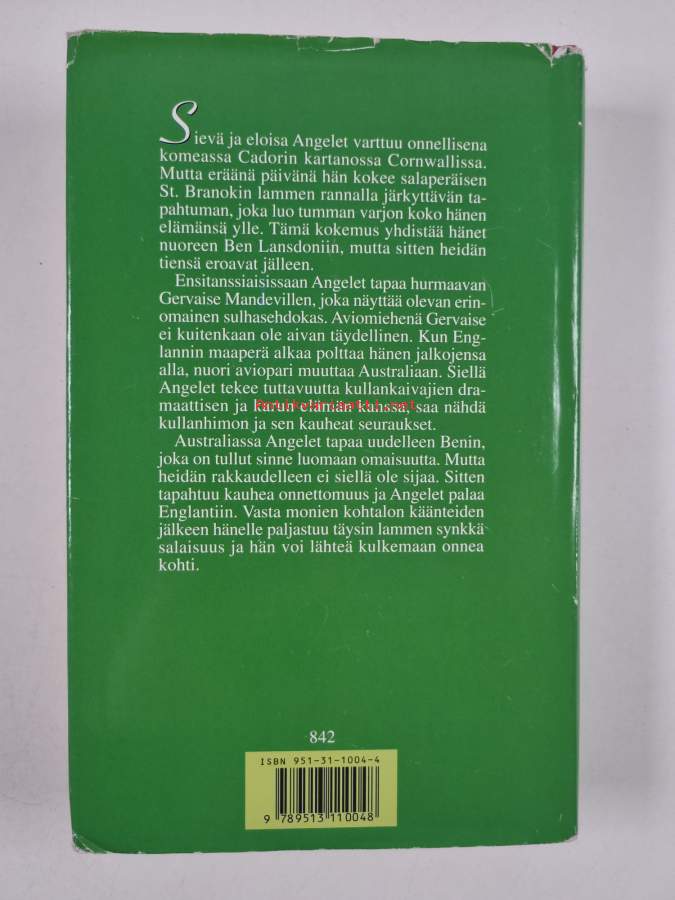 Sievä ja eloisa Angelet varttuu onnellisena
komeassa Cadorin kartanossa Cornwallissa.
Mutta eräänä päivänä hän kokee salaperäisen
St. Branokin lammen rannalla järkyttävän ta-
pahtuman, joka luo tumman varjon koko hänen
elämänsä ylle. Tämä kokemus yhdistää hänet
nuoreen Ben Lansdoniin, mutta sitten heidän
tiensä eroavat jälleen.
Ensitanssiaisissaan Angelet tapaa hurmaavan
Gervaise Mandevillen, joka näyttää olevan erin-
omainen sulhasehdokas. Aviomiehenä Gervaise
ei kuitenkaan ole aivan täydellinen. Kun Eng-
lannin maaperä alkaa polttaa hänen jalkojensa
alla, nuori aviopari muuttaa Australiaan. Siellä
Angelet tekee tuttavuutta kullankaivajien dra-
maattisen ja karun elämän kanssa, saa nähdä
antikvariaatti.net
kullanhimon ja sen kauheat seuraukset.
Australiassa Angelet tapaa uudelleen Benin,
joka on tullut sinne luomaan omaisuutta. Mutta
heidän rakkaudelleen ei siellä ole sijaa. Sitten
tapahtuu kauhea onnettomuus ja Angelet palaa
Englantiin. Vasta monien kohtalon käänteiden
jälkeen hänelle paljastuu täysin lammen synkkä
salaisuus ja hän voi lähteä kulkemaan onnea
kohti.
842
ISBN 951-31-1004-4
9 789513 110048